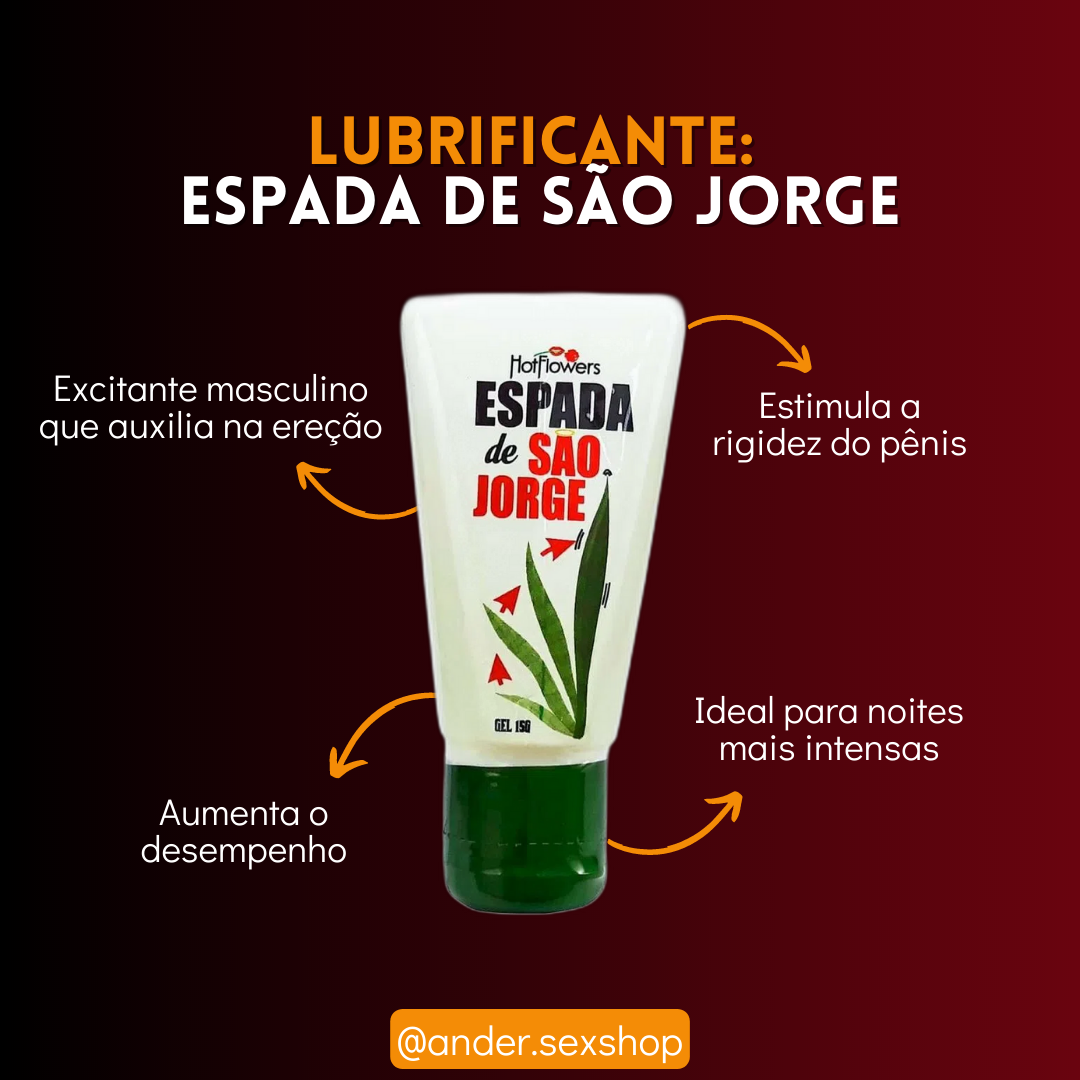 LUBRIFICANTE:
ESPADA DE SÃO JORGE
Excitante masculino
que auxilia na ereção
Estimula a
rigidez do pênis
HotFlowers
ESPADA
de SÃO
JORGE
GEL 15G
Ideal para noites
mais intensas
Aumenta o
desempenho
@ander.sexshop